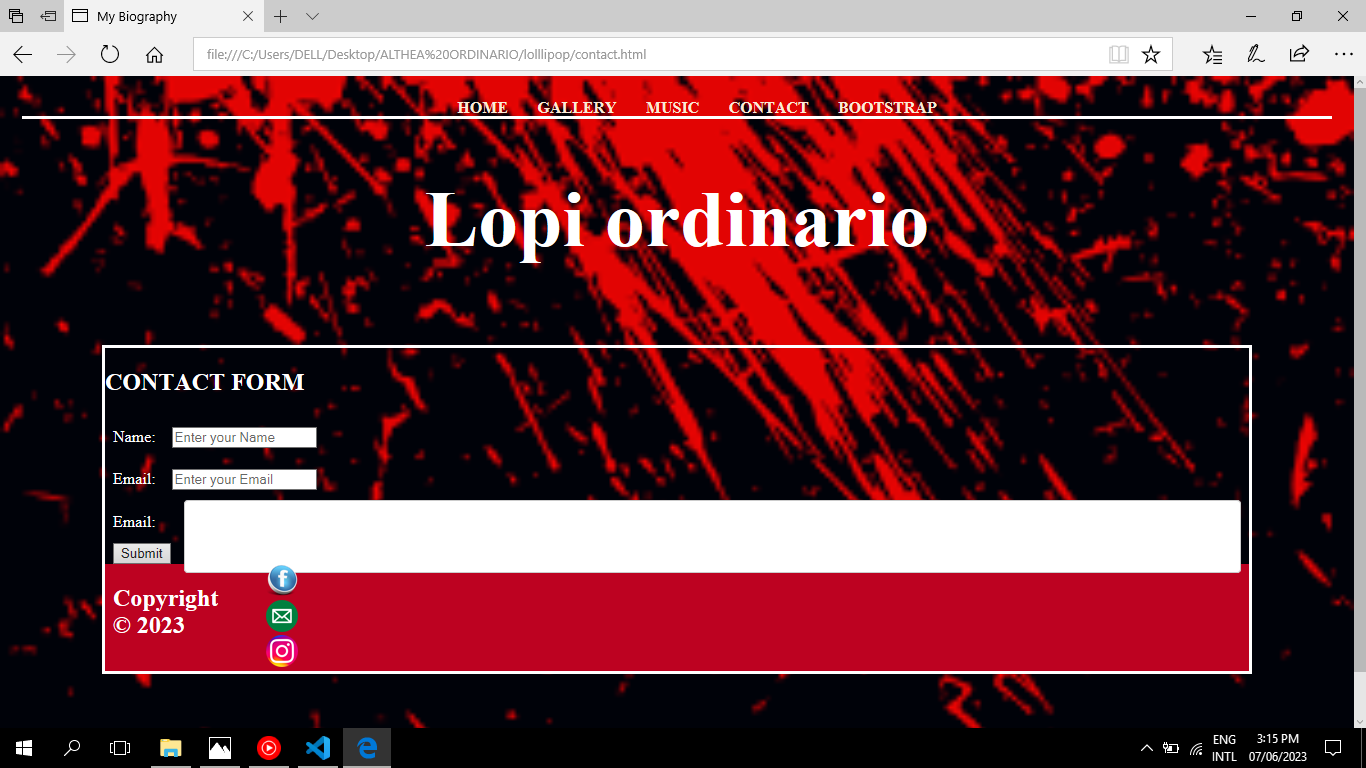 My Biography
file:///C:/Users/DELL/Desktop/ALTHEA%20ORDINARIO/lolllipop/contact.html
HOME GALLERY MUSIC CONTACT BOOTSTRAP
Lopi ordinario
CONTACT FORM
Name: Enter your Name
Email: Enter your Email
Email:
Submit
Copyright
© 2023
ENG 3:15 PM
INTL 07/06/2023